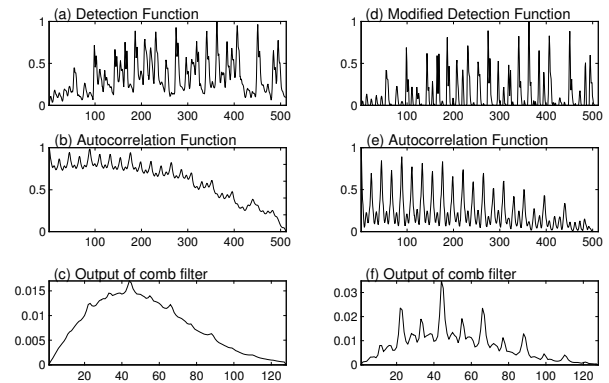 (a) Detection Function
1
0.5
0
100 200 300 400 500
(b) Autocorrelation Function
1
0.5
0
100 200 300 400 500
(c) Output of comb filter
0.015
0.01
0.005
0
20 40 60 80 100 120
(d) Modified Detection Function
1
0.5
0
100 200 300 400 500
(e) Autocorrelation Function
1
0.5
0
100 200 300 400 500
(f) Output of comb filter
0.03
0.02
0.01
0
20 40 60 80 100 120